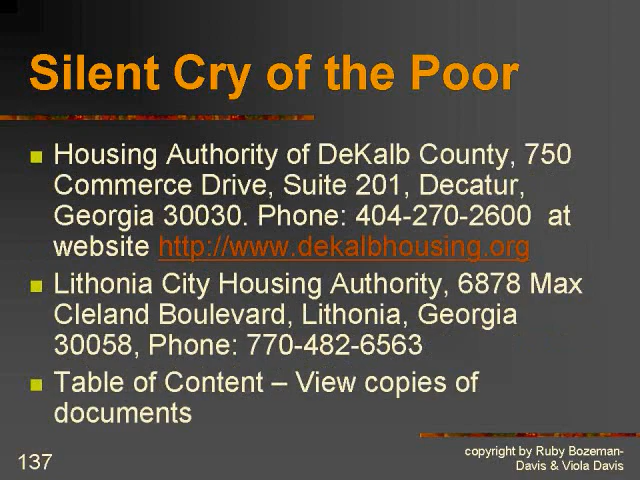 Silent Cry of the Poor
Housing Authority of DeKalb County, 750
Commerce Drive, Suite 201, Decatur,
Georgia 30030. Phone: 404-270-2600 at
website http://www.dekalbhousing.org
Lithonia City Housing Authority, 6878 Max
Cleland Boulevard, Lithonia, Georgia
30058, Phone: 770-482-6563
Table of Content – View copies of
documents
137
copyright by Ruby Bozeman-
Davis & Viola Davis